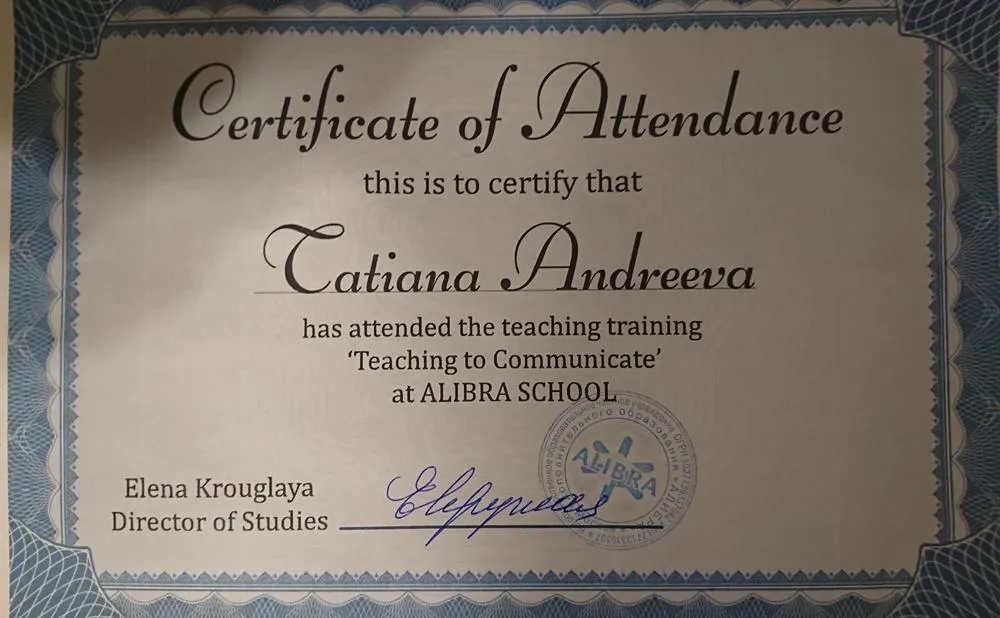 Certificate of Attendance
this is to certify that
Tatiana Andreeva
has attended the teaching training
‘Teaching to Communicate’
at ALIBRA SCHOOL
образования
ALIBRA
Elena Krouglaya
Director of Studies